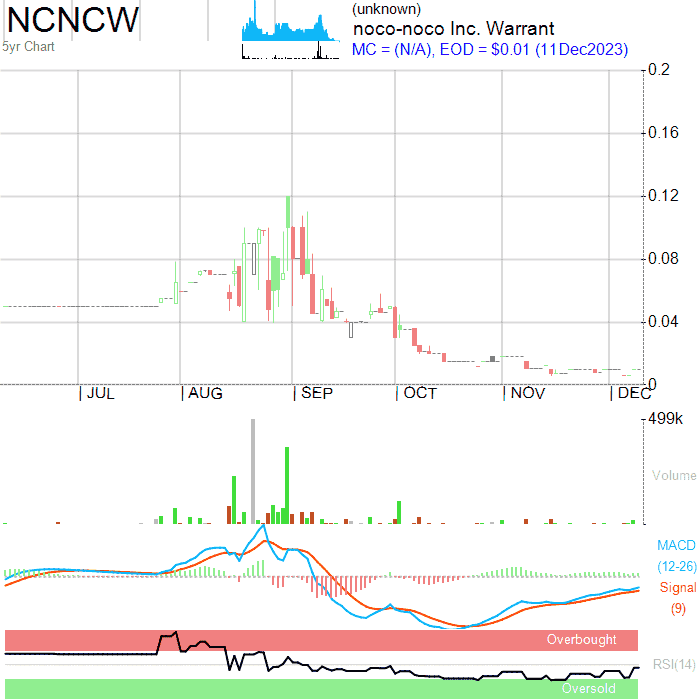 NCNCW
5yr Chart
(unknown)
noco-noco Inc. Warrant
MC = (N/A), EOD = $0.01 (11Dec2023)
0.2
0.16
0.12
0.08
0.04
0
| JUL | AUG | SEP | OCT | NOV | DEC
499k
Volume
MACD
(12-26)
Signal
(9)
Overbought
RSI(14)
Oversold